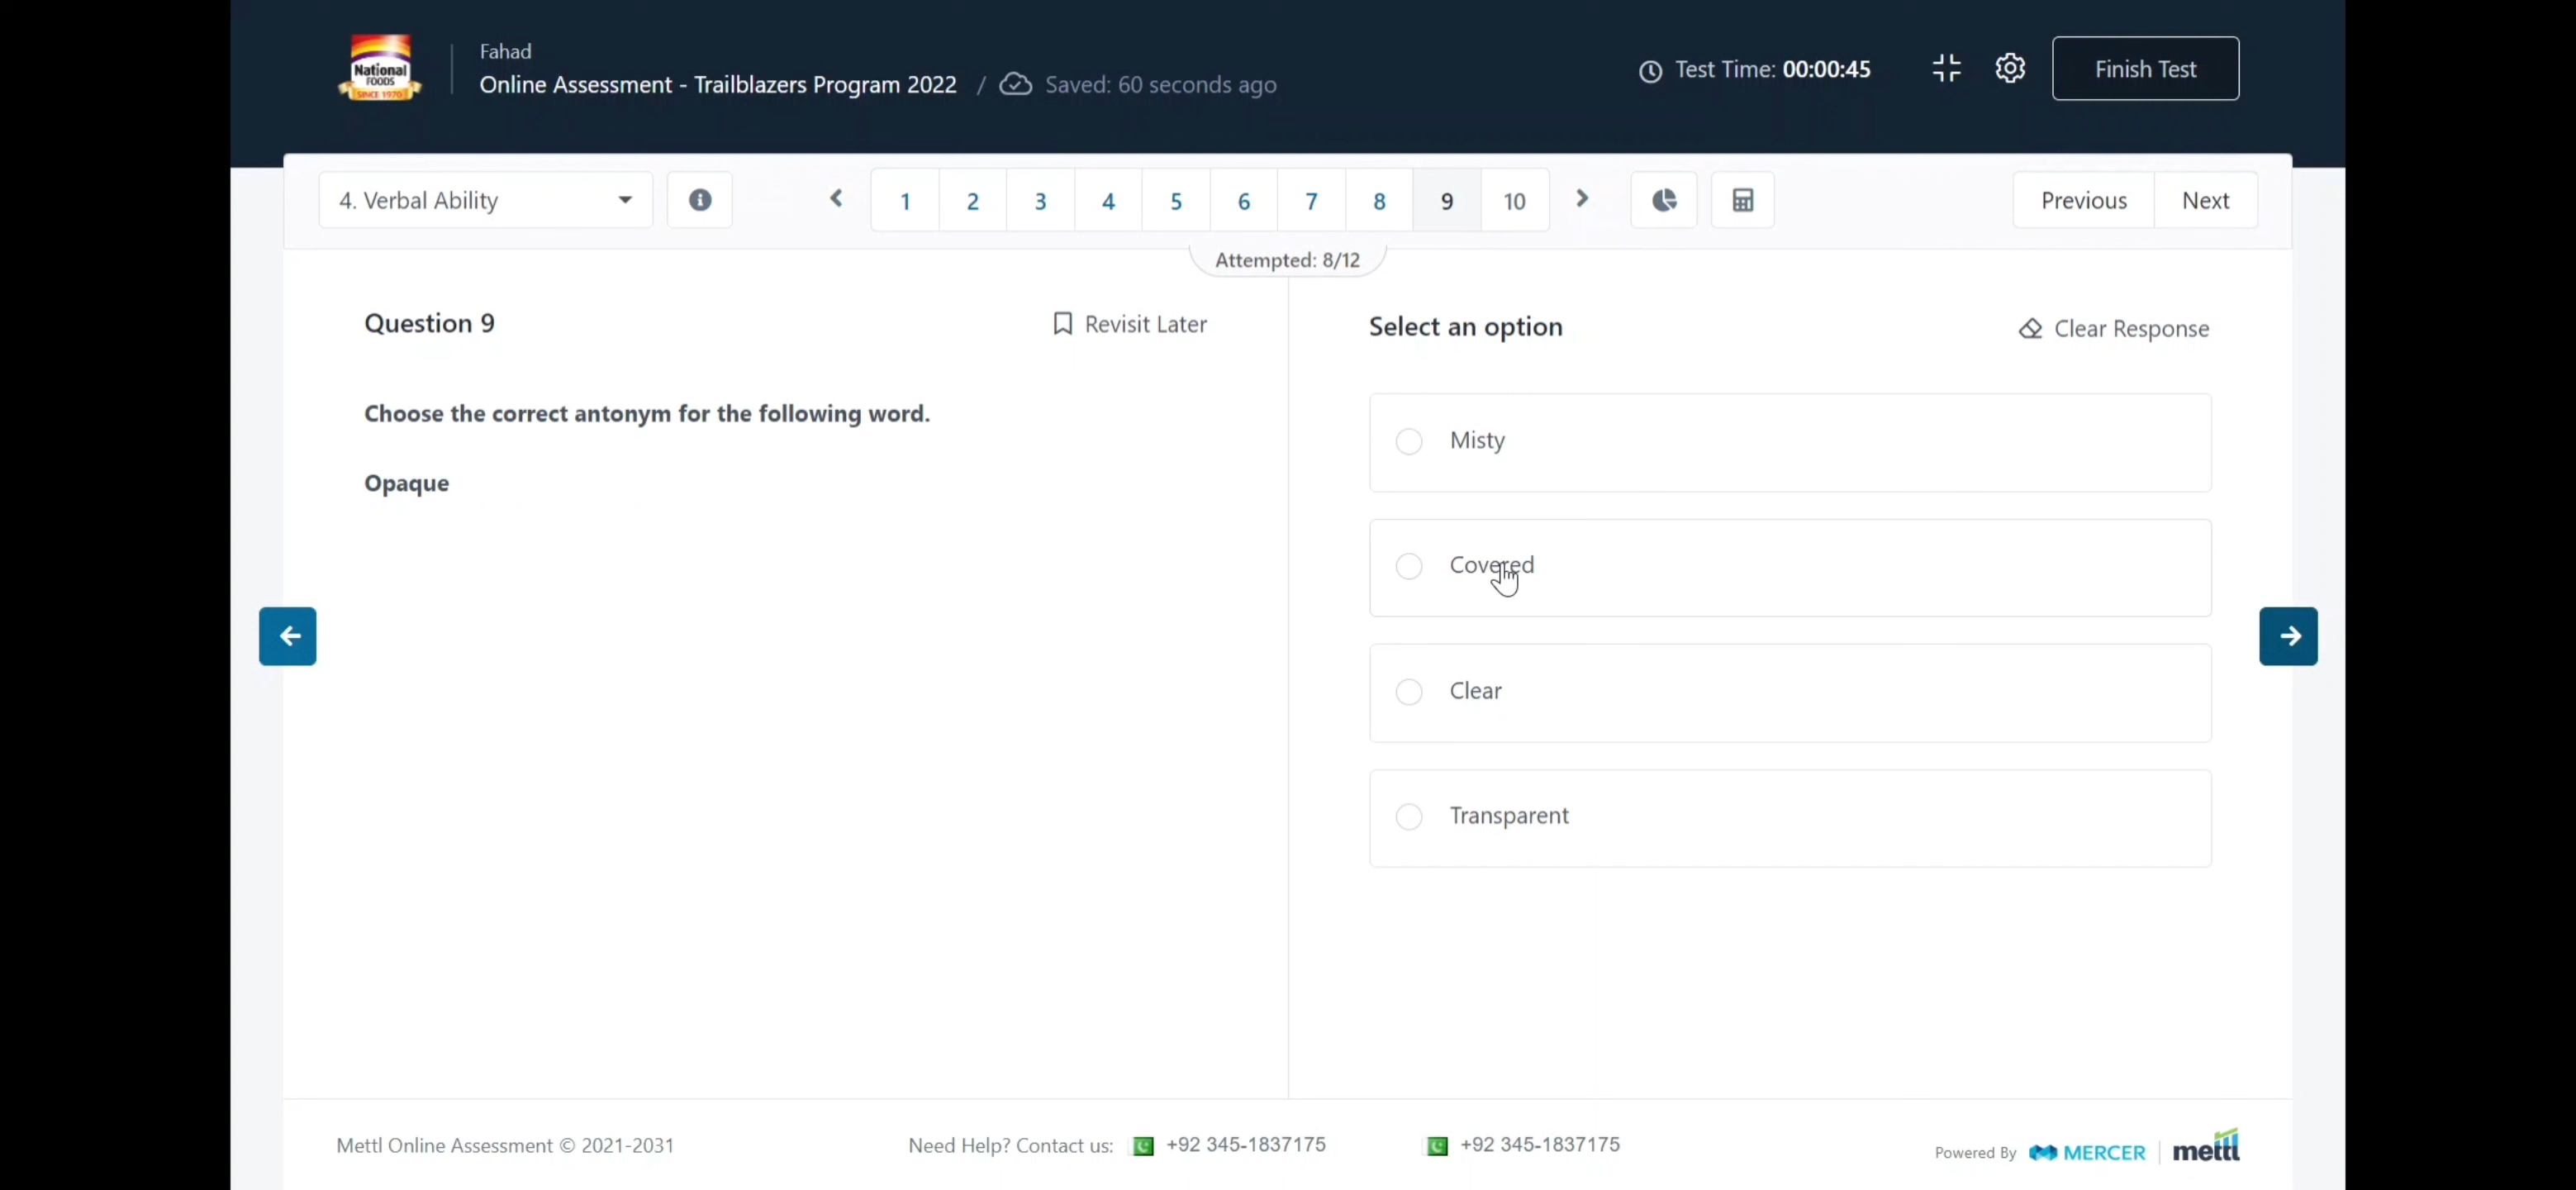 National
FOODS
SINCE 1970
Fahad
Online Assessment - Trailblazers Program 2022 / Saved: 60 seconds ago
Test Time: 00:00:45
Finish Test
4. Verbal Ability
1 2 3 4 5 6 7 8 9 10
Previous Next
Attempted: 8/12
Question 9
Revisit Later
Choose the correct antonym for the following word.
Opaque
Select an option
Clear Response
Misty
Covered
Clear
Transparent
Mettl Online Assessment © 2021-2031
Need Help? Contact us: +92 345-1837175 +92 345-1837175
Powered By MERCER | mettl